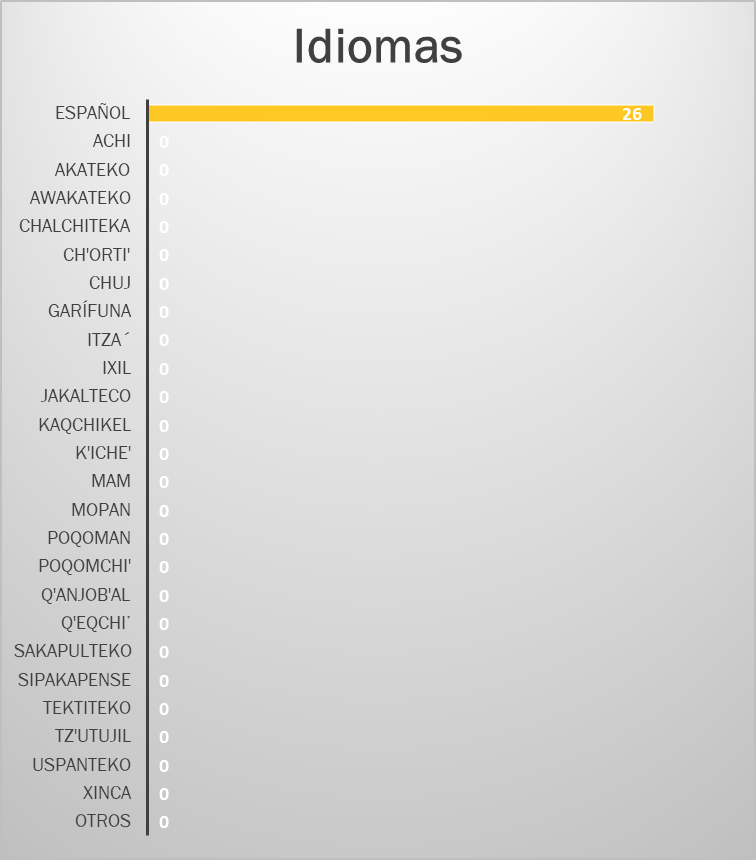 Idiomas
ESPAÑOL 26
ACHI 0
AKATEKO 0
AWAKATEKO 0
CHALCHITEKA 0
CH'ORTI' 0
CHUJ 0
GARÍFUNA 0
ITZA´ 0
IXIL 0
JAKALTECO 0
KAQCHIKEL 0
K'ICHE' 0
MAM 0
MOPAN 0
POQOMAN 0
POQOMCHI' 0
Q'ANJOB'AL 0
Q'EQCHI’ 0
SAKAPULTEKO 0
SIPAKAPENSE 0
TEKTITEKO 0
TZ'UTUJIL 0
USPANTEKO 0
XINCA 0
OTROS 0